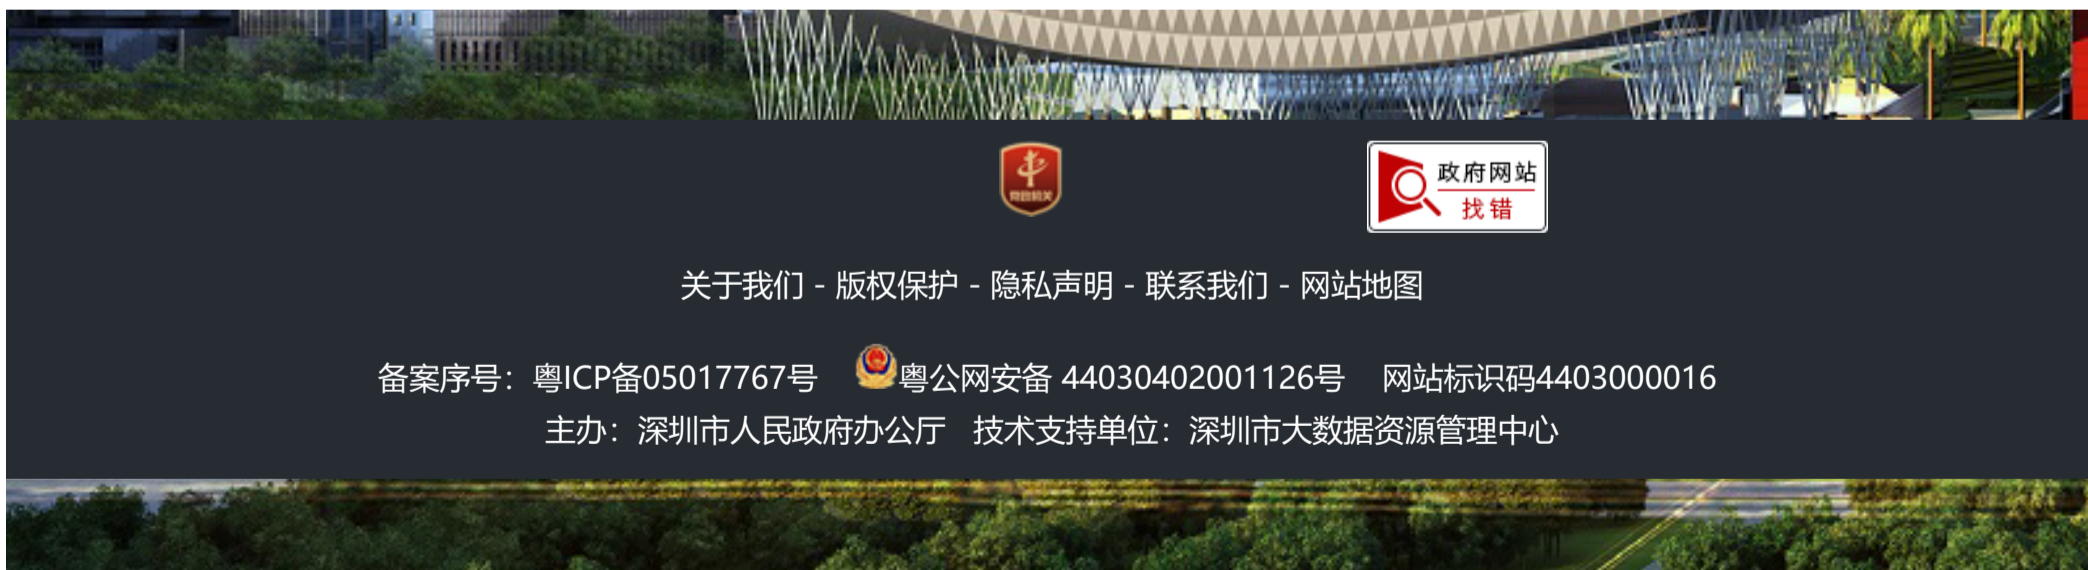 党政机关
政府网站
找错
关于我们 - 版权保护 - 隐私声明 - 联系我们 - 网站地图
备案序号：粤ICP备05017767号 粤公网安备 44030402001126号 网站标识码4403000016
主办：深圳市人民政府办公厅 技术支持单位：深圳市大数据资源管理中心